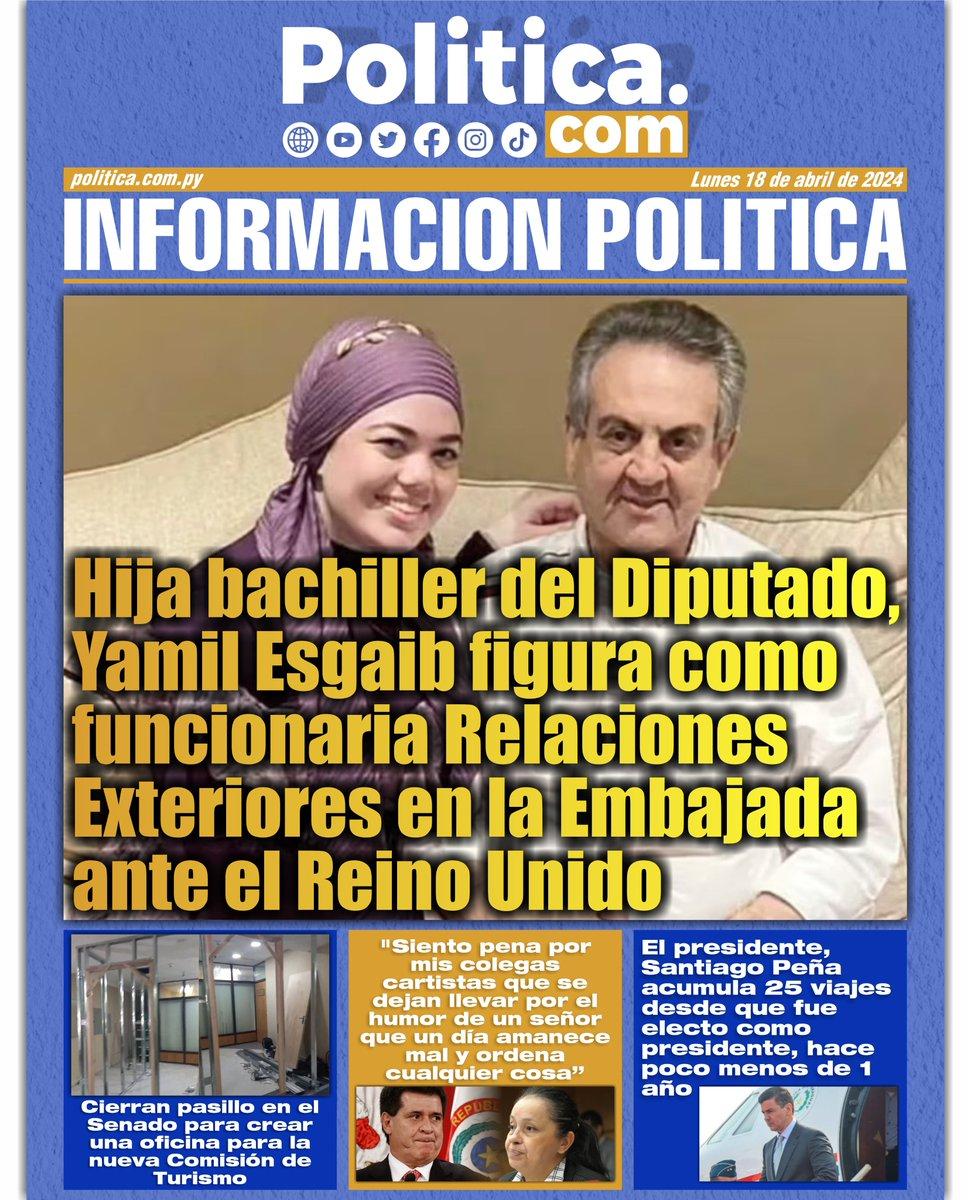 Politica.
com
politica.com.py
Lunes 18 de abril de 2024
INFORMACION POLITICA
Hija bachiller del Diputado,
Yamil Esgaib figura como
funcionaria Relaciones
Exteriores en la Embajada
ante el Reino Unido
Cierran pasillo en el
Senado para crear
una oficina para la
nueva Comisión de
Turismo
"Siento pena por
mis colegas
cartistas que se
dejan llevar por el
humor de un señor
que un día amanece
mal y ordena
cualquier cosa”
REPUB
El presidente,
Santiago Peña
acumula 25 viajes
desde que fue
electo como
presidente, hace
poco menos de 1
año